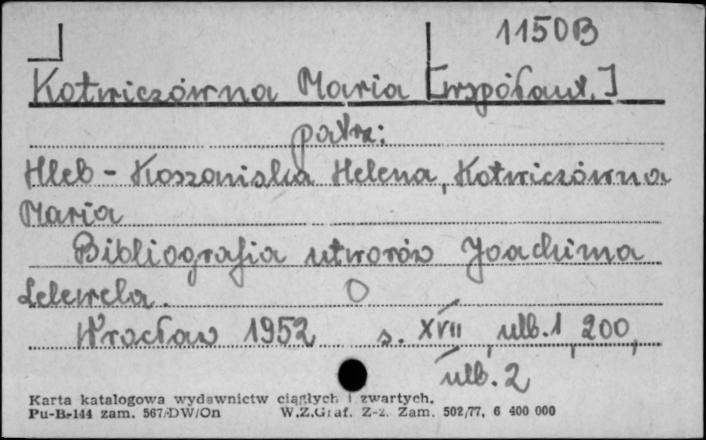 1150B
Kotwiczówna Maria [współaut.]
patrz:
Hleb-Koszańska Helena, Kotwiczówna
Maria
Bibliografia utworów Joachima
Lelewela.
Wrocław 1952 s. XVII, ulb.1, 200,
ulb. 2
Karta katalogowa wydawnictw ciągłych i zwartych.
Pu-B-144 zam. 567/DW/On W.Z.Graf. Z-z. Zam. 502/77, 6 400 000